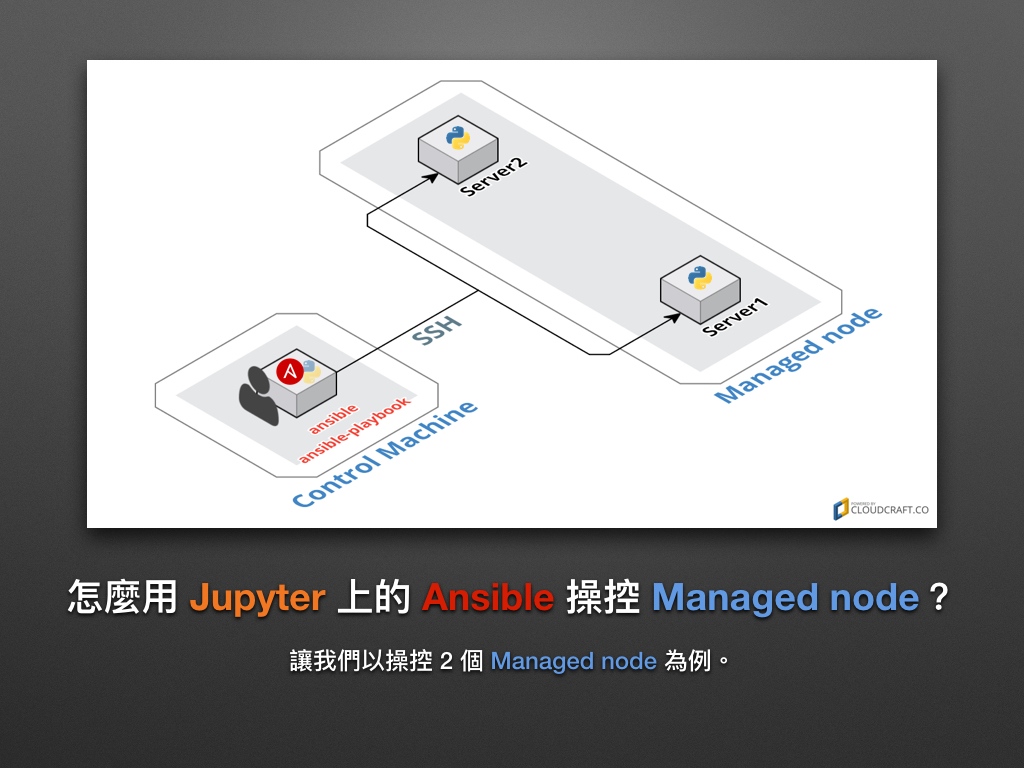 Server2
Server1
SSH
Managed node
ansible
ansible-playbook
Control Machine
POWERED BY
CLOUDCRAFT.CO
怎麼用 Jupyter 上的 Ansible 操控 Managed node？
讓我們以操控 2 個 Managed node 為例。